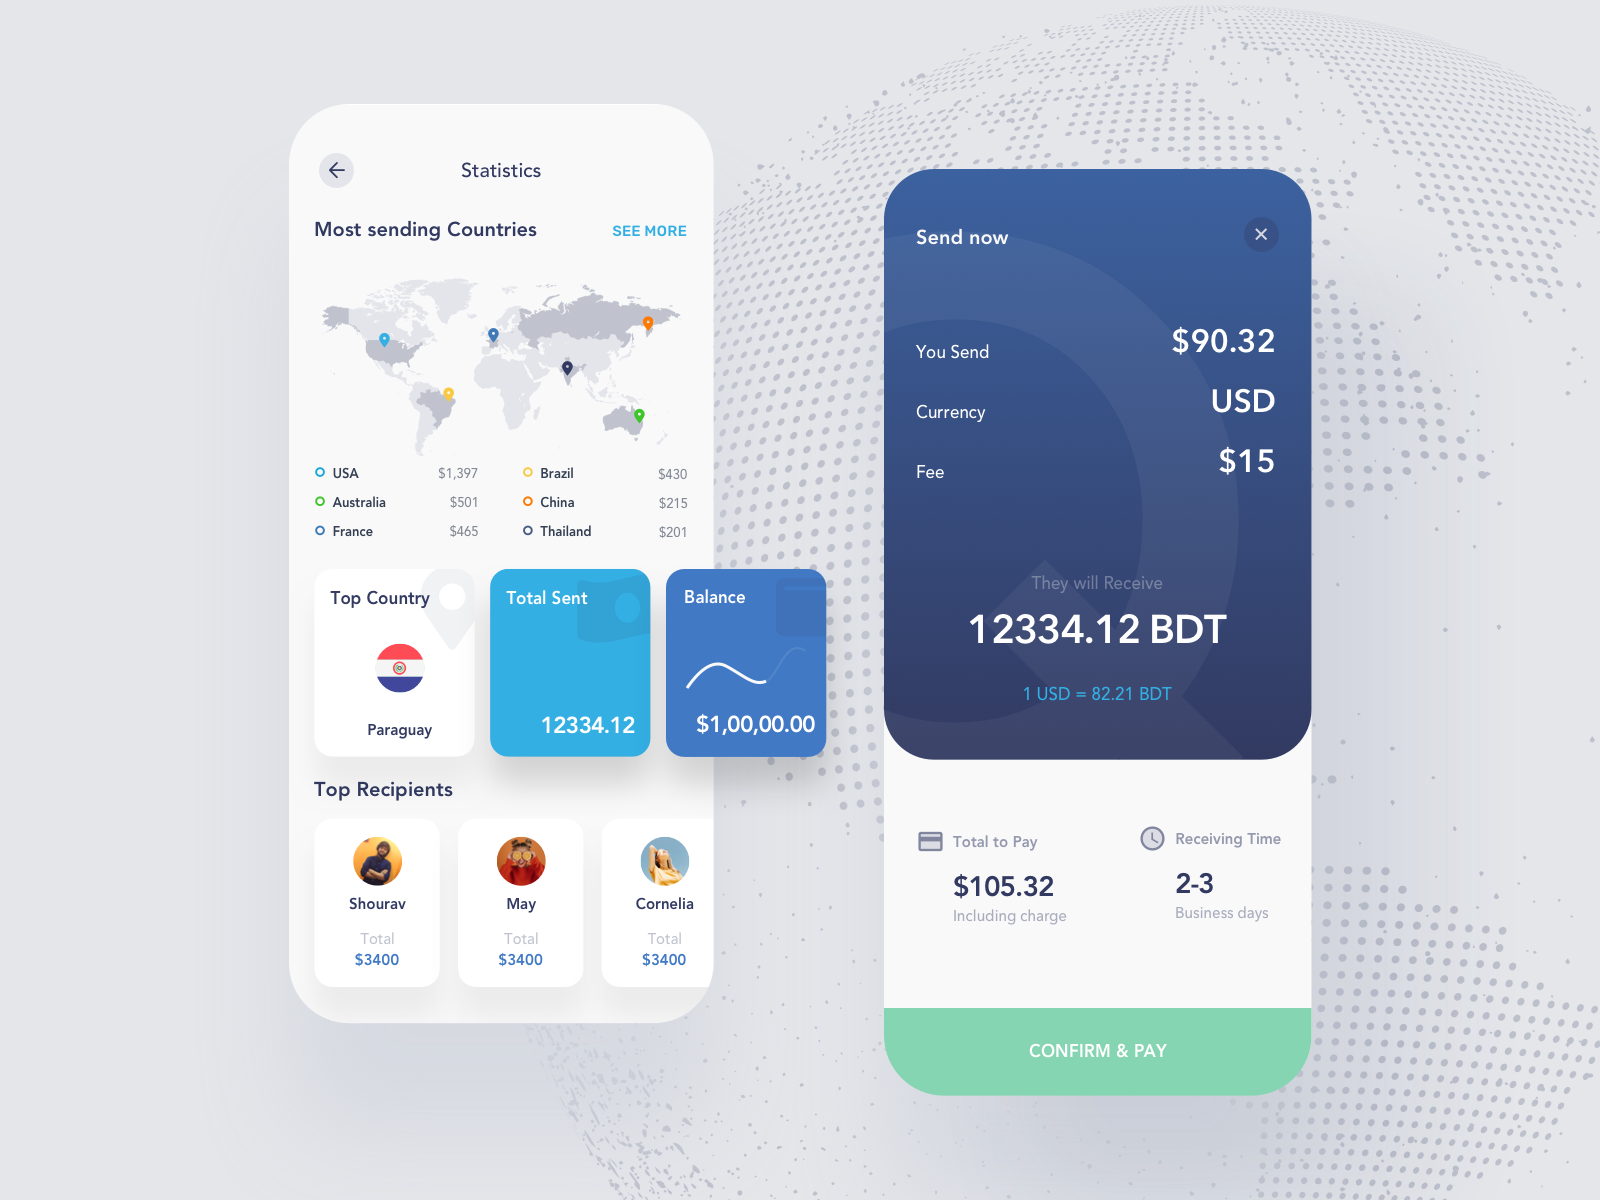 Statistics
Most sending Countries
SEE MORE
USA $1,397
Brazil $430
Australia $501
China $215
France $465
Thailand $201
Top Country
Paraguay
Total Sent
12334.12
Balance
$1,00,00.00
Top Recipients
Shourav
Total
$3400
May
Total
$3400
Cornelia
Total
$3400
Send now
You Send $90.32
Currency USD
Fee $15
They will Receive
12334.12 BDT
1 USD = 82.21 BDT
Total to Pay
$105.32
Including charge
Receiving Time
2-3
Business days
CONFIRM & PAY